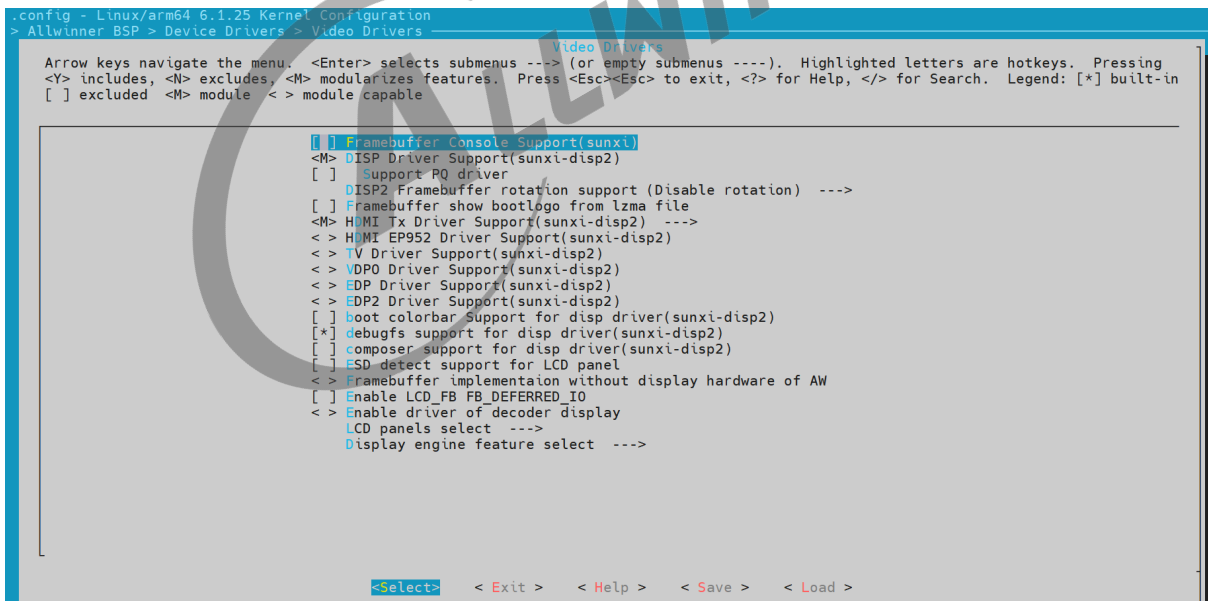 .config - Linux/arm64 6.1.25 Kernel Configuration
> Allwinner BSP > Device Drivers > Video Drivers
Video Drivers
Arrow keys navigate the menu.  <Enter> selects submenus ---> (or empty submenus ----).  Highlighted letters are hotkeys.  Pressing
<Y> includes, <N> excludes, <M> modularizes features.  Press <Esc><Esc> to exit, <?> for Help, </> for Search.  Legend: [*] built-in
[ ] excluded  <M> module  < > module capable
[ ] Framebuffer Console Support(sunxi)
<M> DISP Driver Support(sunxi-disp2)
[ ]   Support PQ driver
DISP2 Framebuffer rotation support (Disable rotation)  --->
[ ] Framebuffer show bootlogo from lzma file
<M> HDMI Tx Driver Support(sunxi-disp2)  --->
< > HDMI EP952 Driver Support(sunxi-disp2)
< > TV Driver Support(sunxi-disp2)
< > VDPO Driver Support(sunxi-disp2)
< > EDP Driver Support(sunxi-disp2)
< > EDP2 Driver Support(sunxi-disp2)
[ ] boot colorbar Support for disp driver(sunxi-disp2)
[*] debugfs support for disp driver(sunxi-disp2)
[ ] composer support for disp driver(sunxi-disp2)
[ ] ESD detect support for LCD panel
< > Framebuffer implementaion without display hardware of AW
[ ] Enable LCD_FB FB_DEFERRED_IO
< > Enable driver of decoder display
LCD panels select  --->
Display engine feature select  --->
<Select>    < Exit >    < Help >    < Save >    < Load >